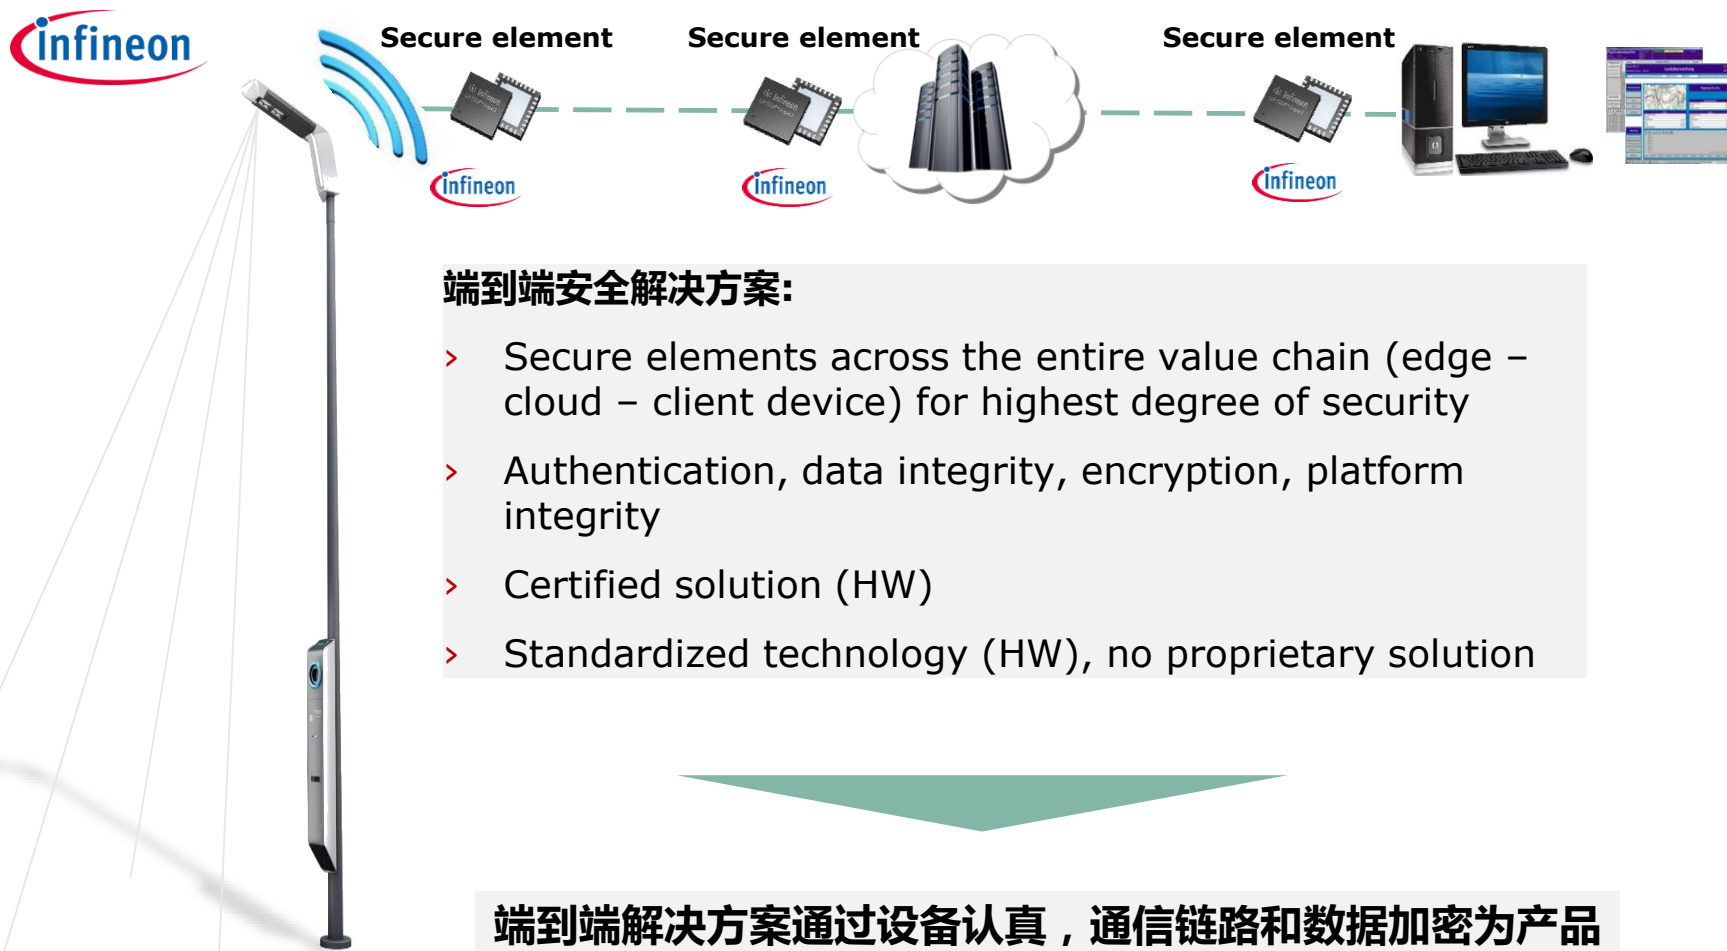 infineon
Secure element
Secure element
Secure element
infineon
infineon
infineon
infineon
infineon
端到端安全解决方案:
› Secure elements across the entire value chain (edge –
cloud – client device) for highest degree of security
› Authentication, data integrity, encryption, platform
integrity
› Certified solution (HW)
› Standardized technology (HW), no proprietary solution
端到端解决方案通过设备认真，通信链路和数据加密为产品